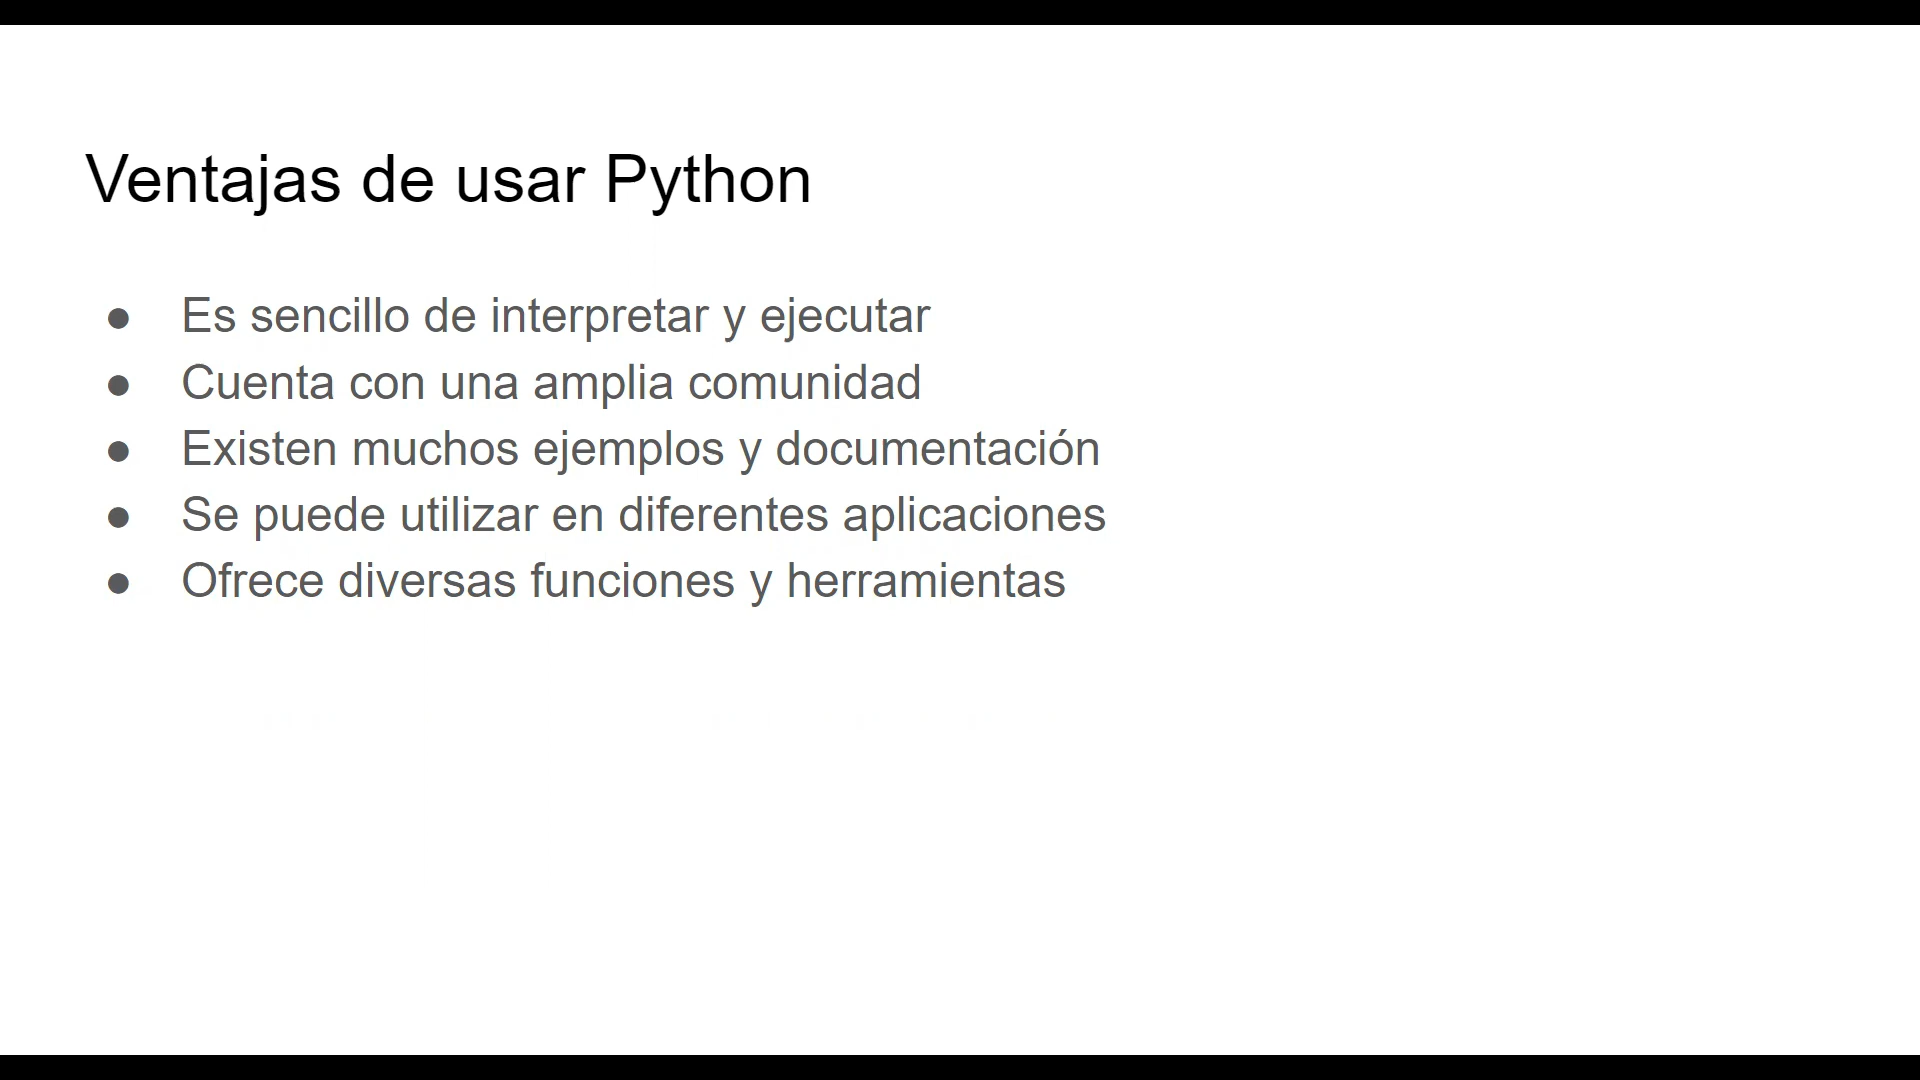 Ventajas de usar Python
● Es sencillo de interpretar y ejecutar
● Cuenta con una amplia comunidad
● Existen muchos ejemplos y documentación
● Se puede utilizar en diferentes aplicaciones
● Ofrece diversas funciones y herramientas